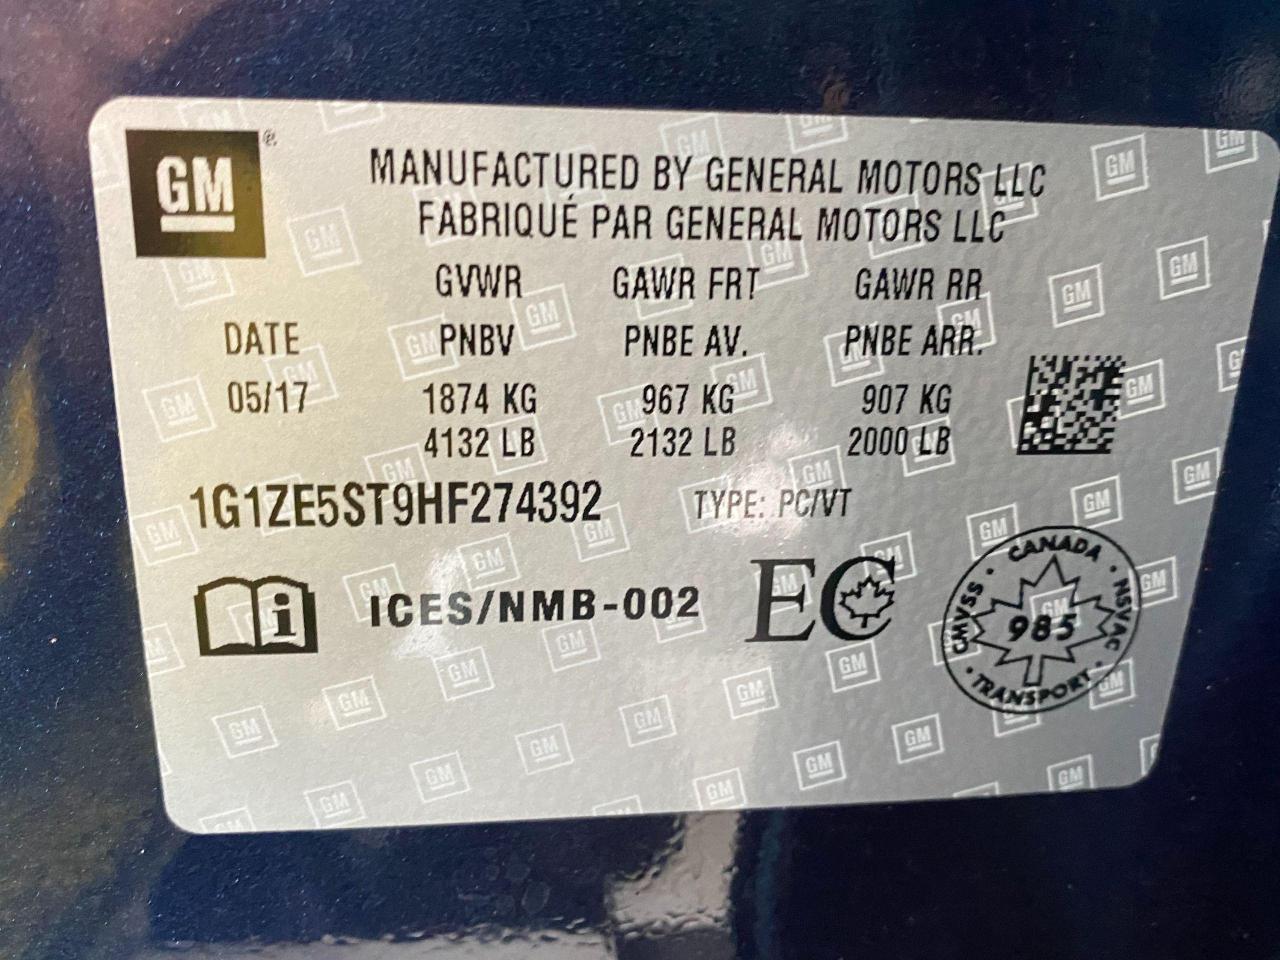 GM®
MANUFACTURED BY GENERAL MOTORS LLC
FABRIQUÉ PAR GENERAL MOTORS LLC
GVWR GAWR FRT GAWR RR
DATE PNBV PNBE AV. PNBE ARR.
05/17 1874 KG 967 KG 907 KG
4132 LB 2132 LB 2000 LB
1G1ZE5ST9HF274392 TYPE: PC/VT
i ICES/NMB-002 EC
CANADA · NSVAC · TRANSPORT · CMVSS ·
985